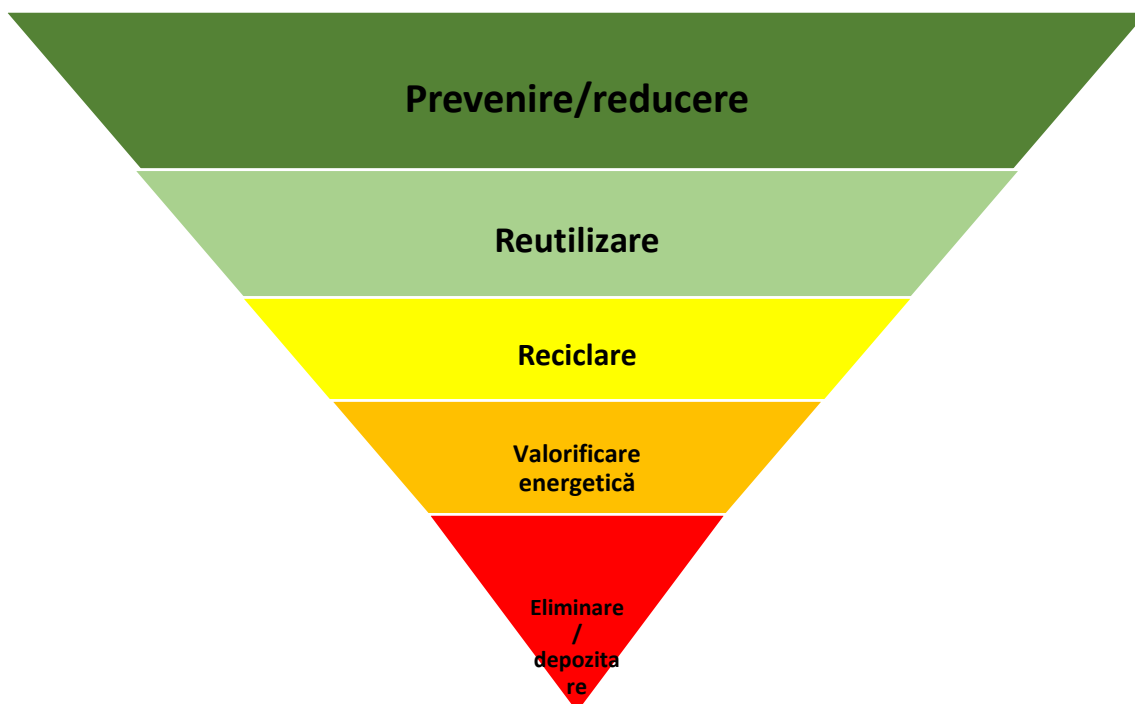 Prevenire/reducere
Reutilizare
Reciclare
Valorificare
energetică
Eliminare
/
depozita
re